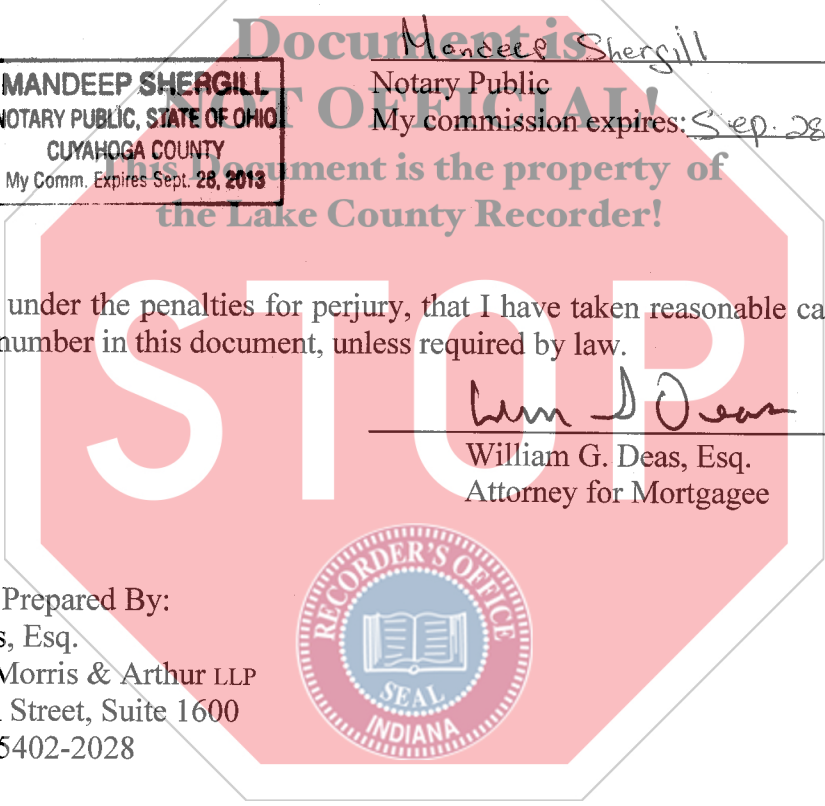 Document is
NOT OFFICIAL!
This Document is the property of
the Lake County Recorder!
STOP
Mandeep Shergill
Notary Public
My commission expires: Sep. 28
MANDEEP SHERGILL
NOTARY PUBLIC, STATE OF OHIO
CUYAHOGA COUNTY
My Comm. Expires Sept. 28, 2013
under the penalties for perjury, that I have taken reasonable ca
number in this document, unless required by law.
William G. Deas, Esq.
Attorney for Mortgagee
Prepared By:
s, Esq.
Morris & Arthur LLP
Street, Suite 1600
5402-2028
RECORDER'S OFFICE
SEAL
INDIANA